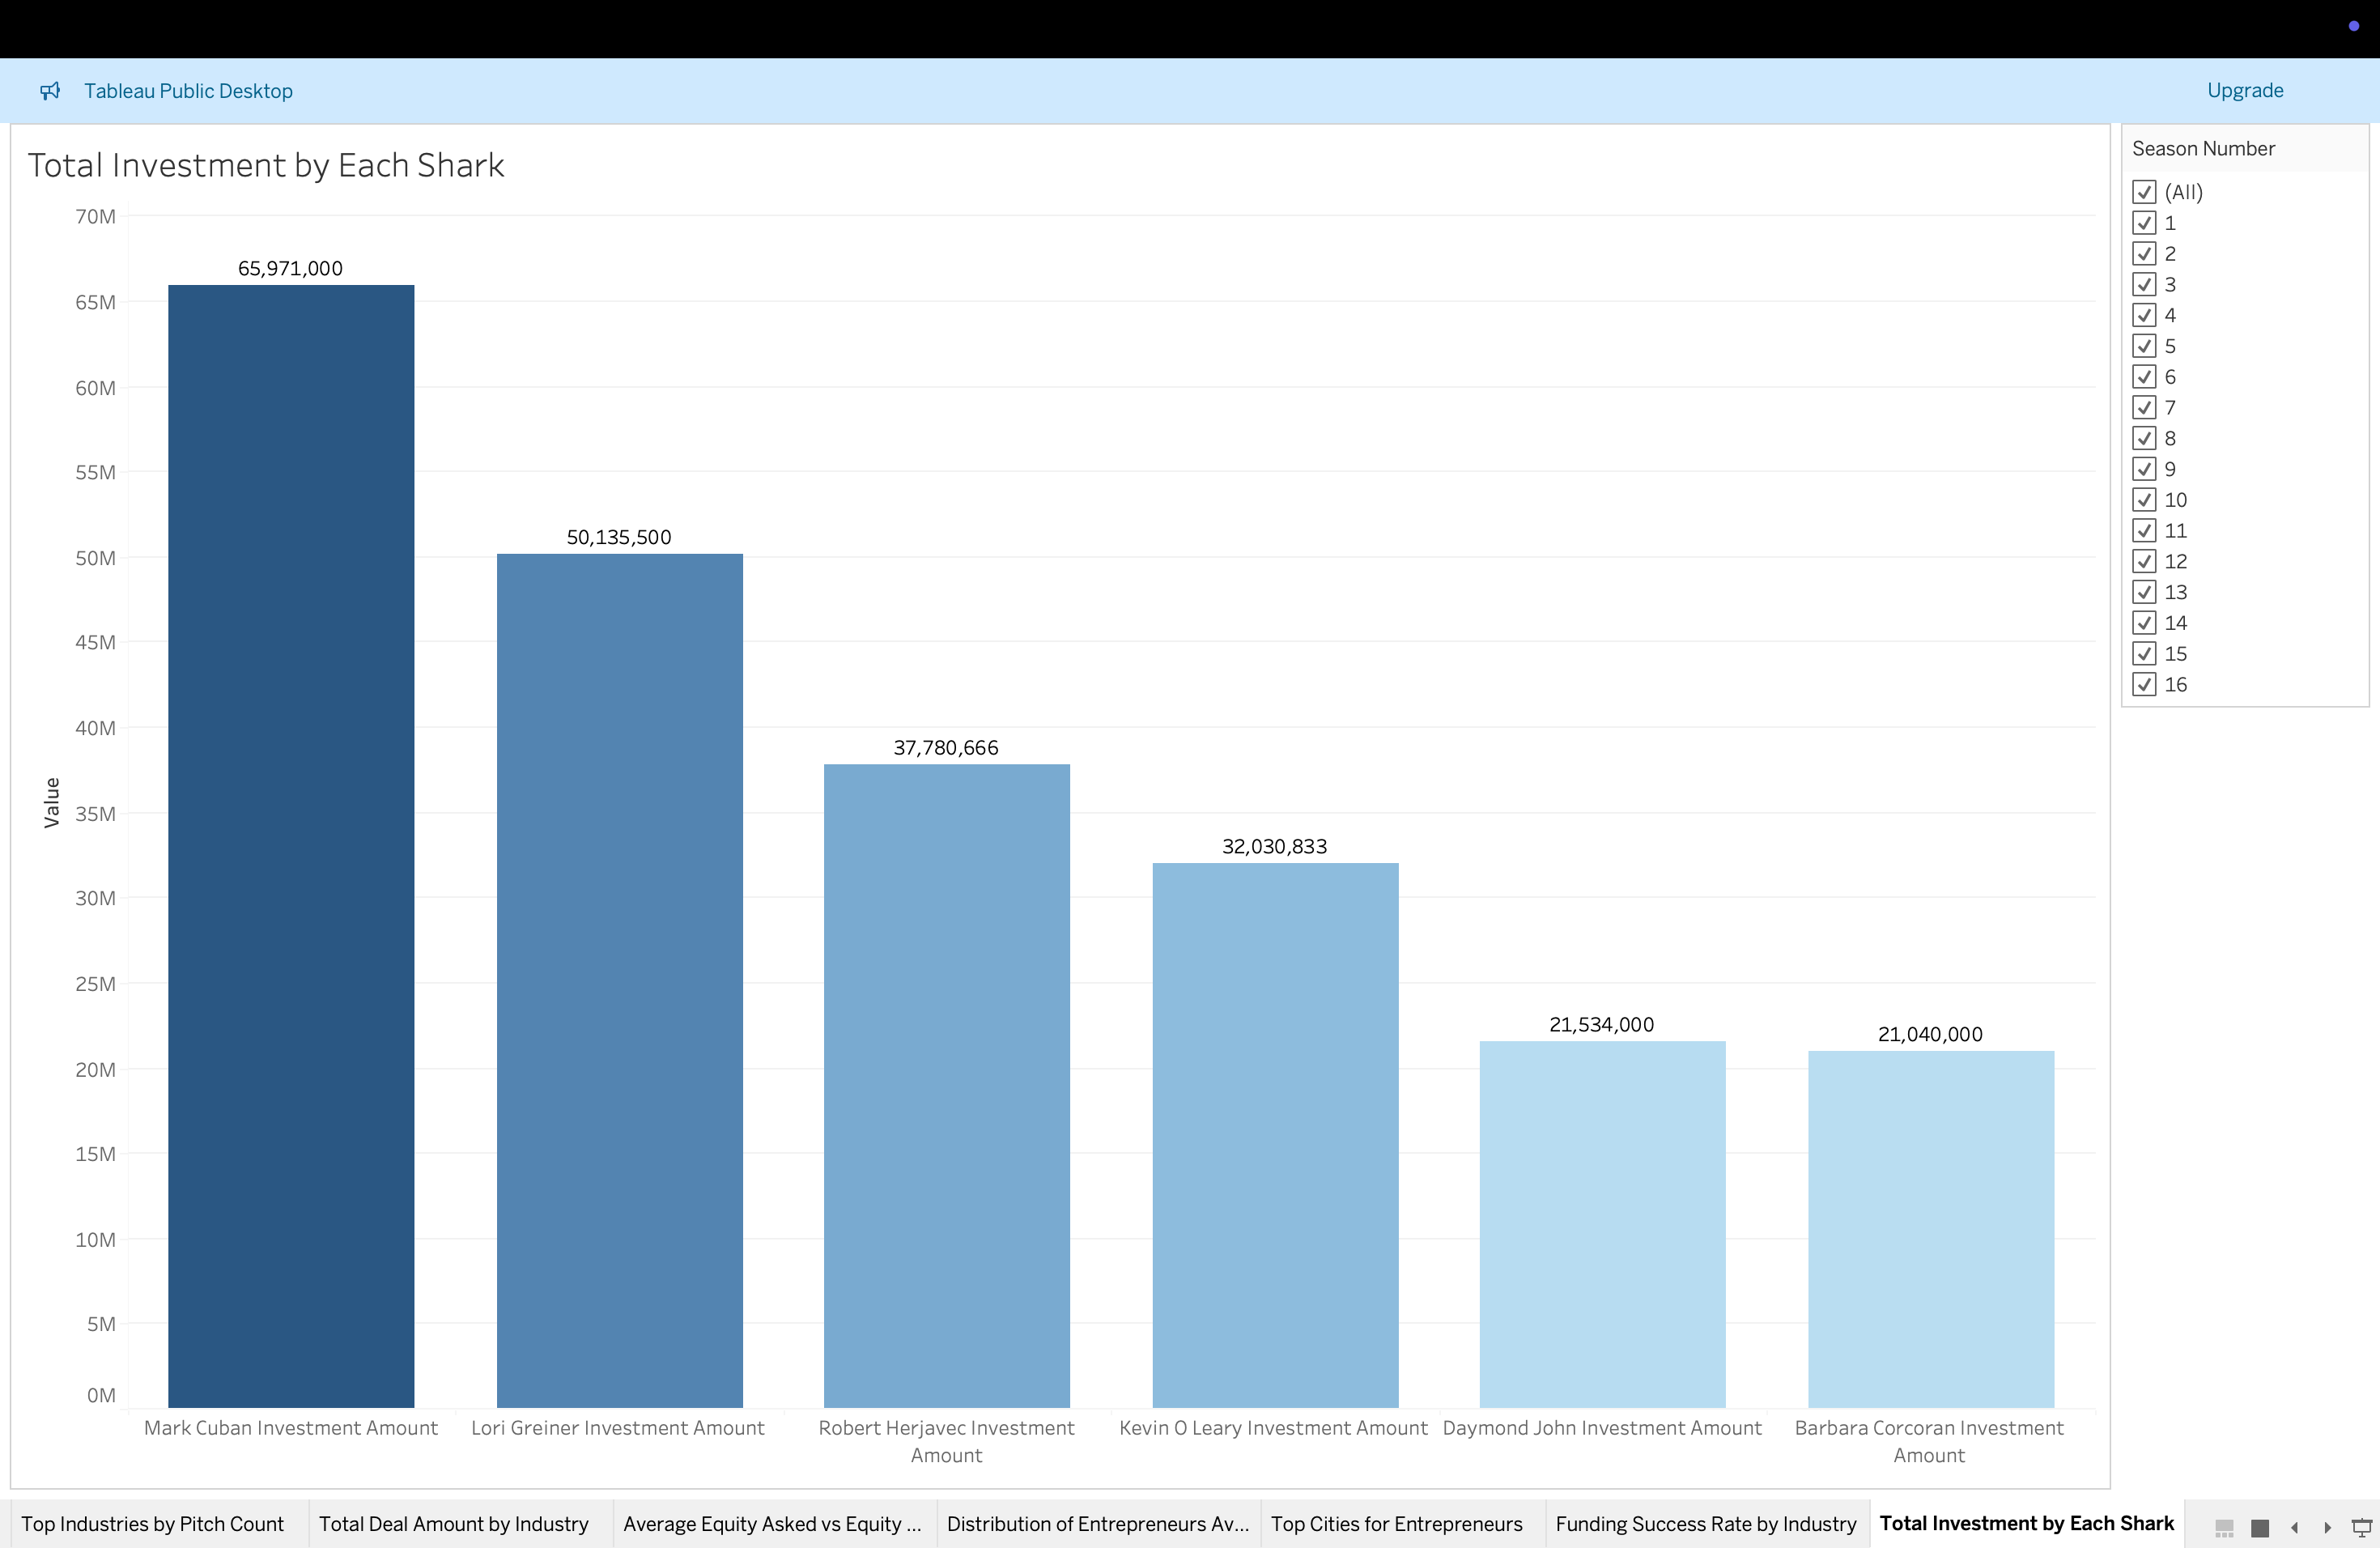 Tableau Public Desktop
Upgrade
Total Investment by Each Shark
70M
65M
60M
55M
50M
45M
40M
35M
30M
25M
20M
15M
10M
5M
0M
Value
65,971,000
50,135,500
37,780,666
32,030,833
21,534,000
21,040,000
Mark Cuban Investment Amount
Lori Greiner Investment Amount
Robert Herjavec Investment
Amount
Kevin O Leary Investment Amount
Daymond John Investment Amount
Barbara Corcoran Investment
Amount
Season Number
(All)
1
2
3
4
5
6
7
8
9
10
11
12
13
14
15
16
Top Industries by Pitch Count
Total Deal Amount by Industry
Average Equity Asked vs Equity ...
Distribution of Entrepreneurs Av...
Top Cities for Entrepreneurs
Funding Success Rate by Industry
Total Investment by Each Shark